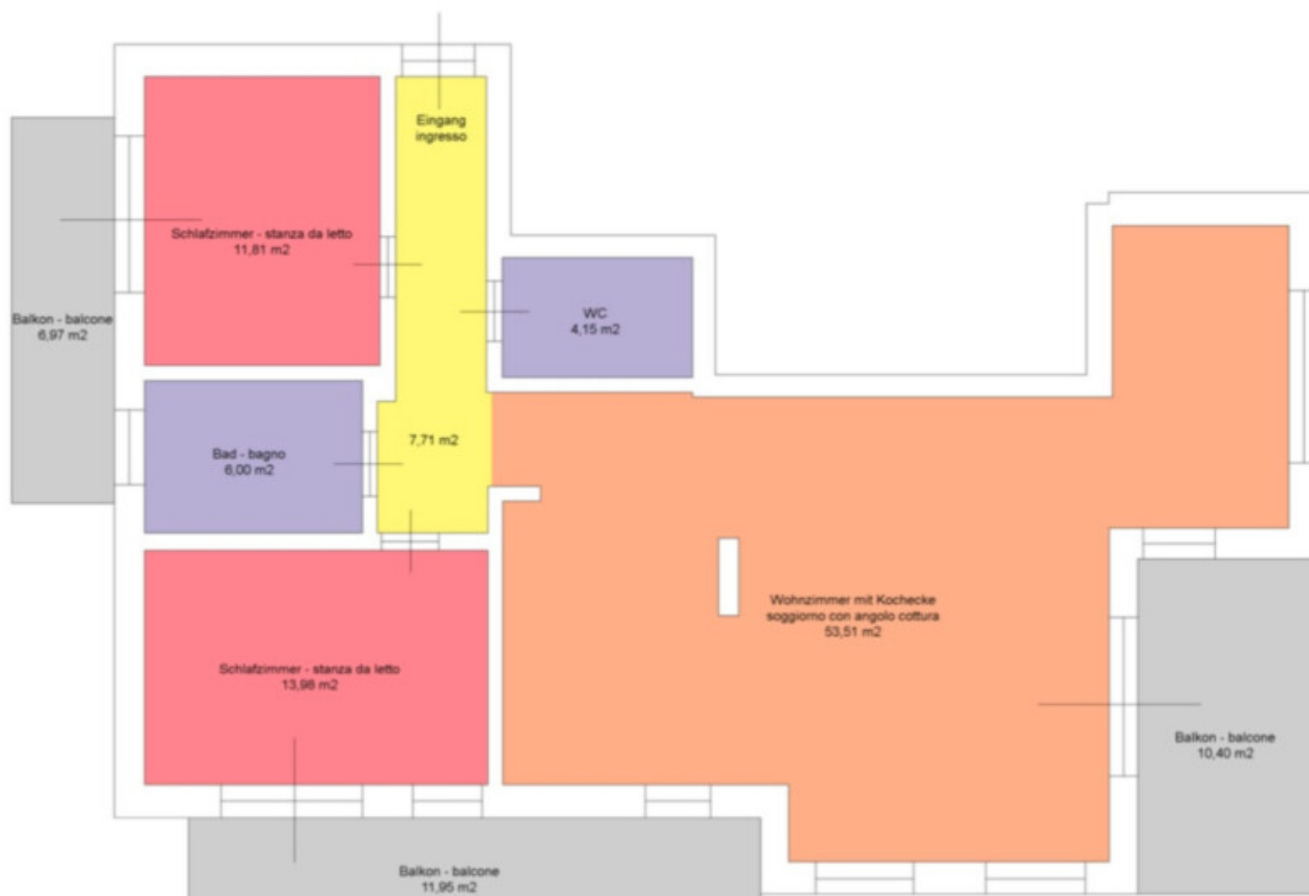 Eingang
ingresso
Schlafzimmer - stanza da letto
11,81 m2
Balkon - balcone
6,97 m2
WC
4,15 m2
7,71 m2
Bad - bagno
6,00 m2
Wohnzimmer mit Kochecke
soggiorno con angolo cottura
53,51 m2
Schlafzimmer - stanza da letto
13,98 m2
Balkon - balcone
10,40 m2
Balkon - balcone
11,95 m2